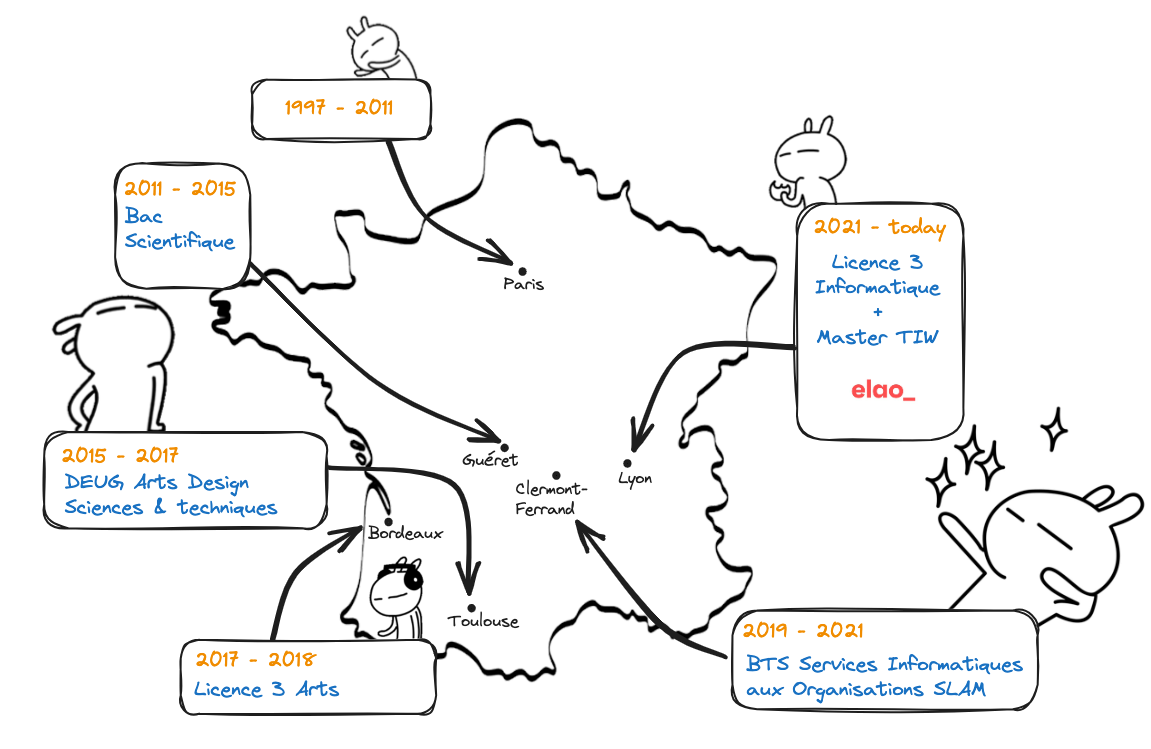 1997 - 2011
2011 - 2015
Bac
Scientifique
2021 - today
Licence 3
Informatique
+
Master TIW
elao_
Paris
2015 - 2017
DEUG Arts Design
Sciences & techniques
Guéret
Clermont-
Ferrand
Lyon
Bordeaux
Toulouse
2017 - 2018
Licence 3 Arts
2019 - 2021
BTS Services Informatiques
aux Organisations SLAM